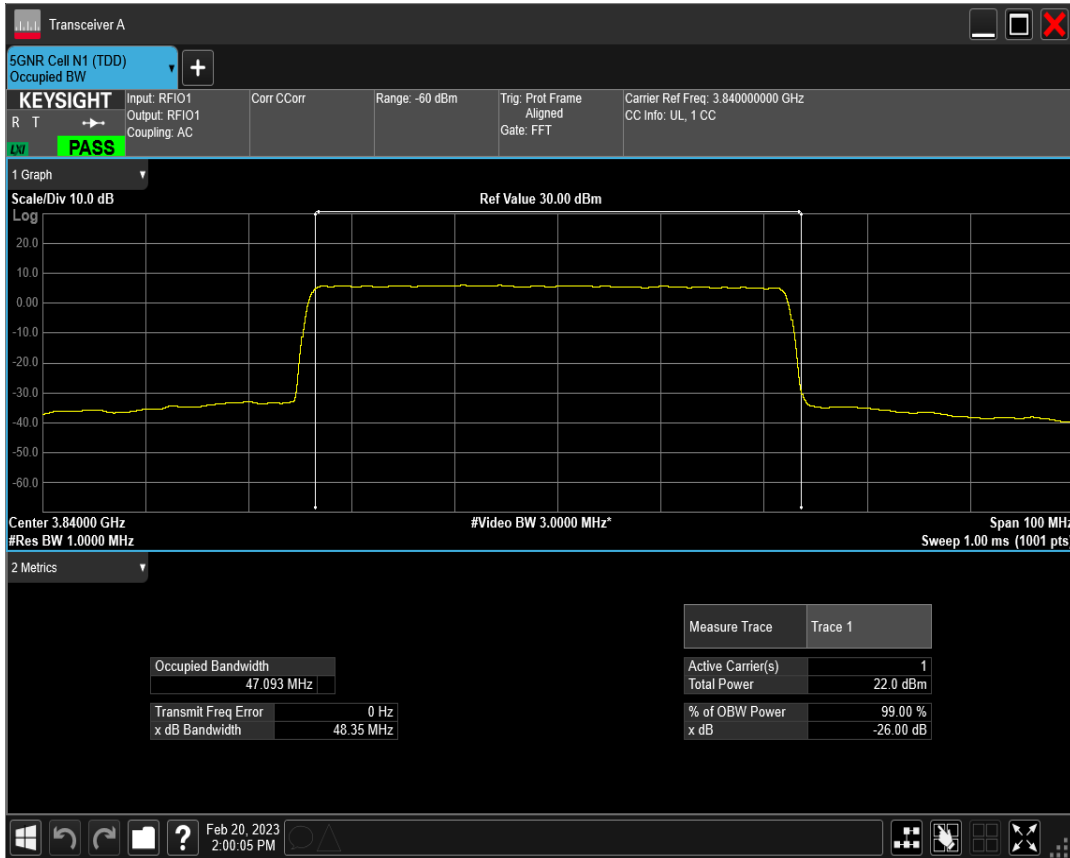 Transceiver A
5GNR Cell N1 (TDD)
Occupied BW
+
KEYSIGHT
R T
LXI
PASS
Input: RFIO1
Output: RFIO1
Coupling: AC
Corr CCorr
Range: -60 dBm
Trig: Prot Frame
Aligned
Gate: FFT
Carrier Ref Freq: 3.840000000 GHz
CC Info: UL, 1 CC
1 Graph
Scale/Div 10.0 dB
Ref Value 30.00 dBm
Log
20.0
10.0
0.00
-10.0
-20.0
-30.0
-40.0
-50.0
-60.0
Center 3.84000 GHz
#Video BW 3.0000 MHz*
Span 100 MHz
#Res BW 1.0000 MHz
Sweep 1.00 ms (1001 pts)
2 Metrics
Measure Trace Trace 1
Occupied Bandwidth
47.093 MHz
Active Carrier(s) 1
Total Power 22.0 dBm
Transmit Freq Error 0 Hz
x dB Bandwidth 48.35 MHz
% of OBW Power 99.00 %
x dB -26.00 dB
?
Feb 20, 2023
2:00:05 PM